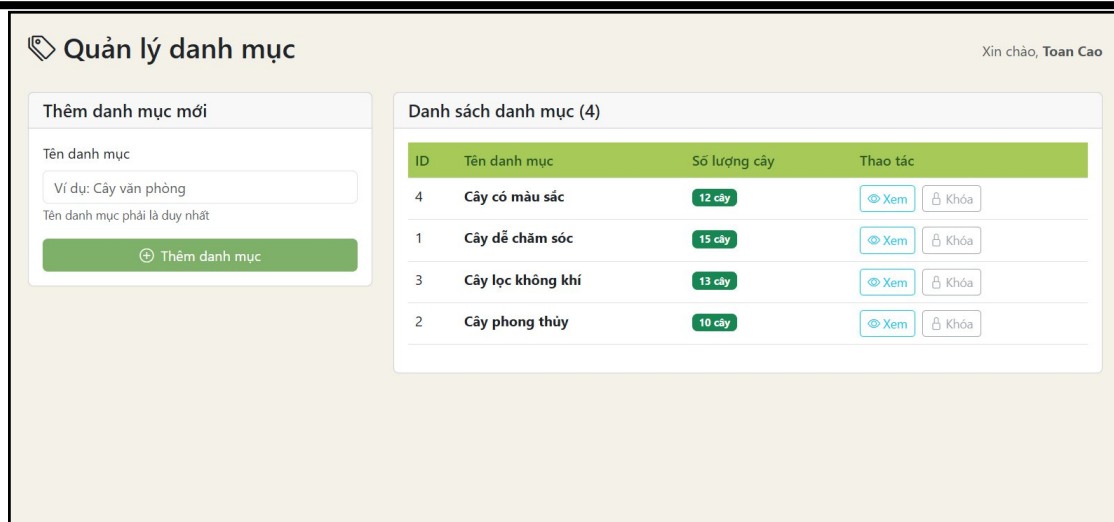 Quản lý danh mục
Xin chào, Toan Cao
Thêm danh mục mới
Tên danh mục
Ví dụ: Cây văn phòng
Tên danh mục phải là duy nhất
Thêm danh mục
Danh sách danh mục (4)
ID Tên danh mục Số lượng cây Thao tác
4 Cây có màu sắc 12 cây Xem Khóa
1 Cây dễ chăm sóc 15 cây Xem Khóa
3 Cây lọc không khí 13 cây Xem Khóa
2 Cây phong thủy 10 cây Xem Khóa